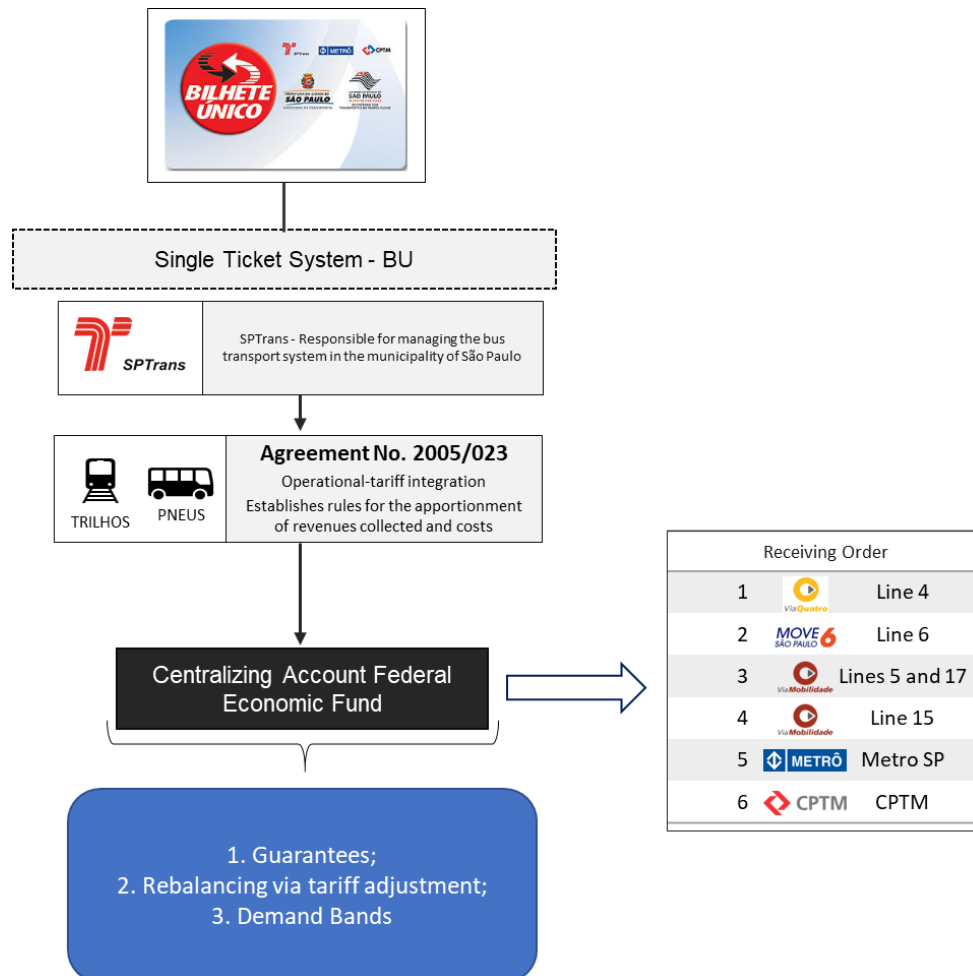 SPTrans METRÔ CPTM
BILHETE
ÚNICO
PREFEITURA DA CIDADE DE
SÃO PAULO
SÃO PAULO
Single Ticket System - BU
SPTrans
SPTrans - Responsible for managing the bus
transport system in the municipality of São Paulo
TRILHOS
PNEUS
Agreement No. 2005/023
Operational-tariff integration
Establishes rules for the apportionment
of revenues collected and costs
Centralizing Account Federal
Economic Fund
1. Guarantees;
2. Rebalancing via tariff adjustment;
3. Demand Bands
Receiving Order
1 ViaQuatro Line 4
2 MOVE 6 SÃO PAULO Line 6
3 ViaMobilidade Lines 5 and 17
4 ViaMobilidade Line 15
5 METRÔ Metro SP
6 CPTM CPTM